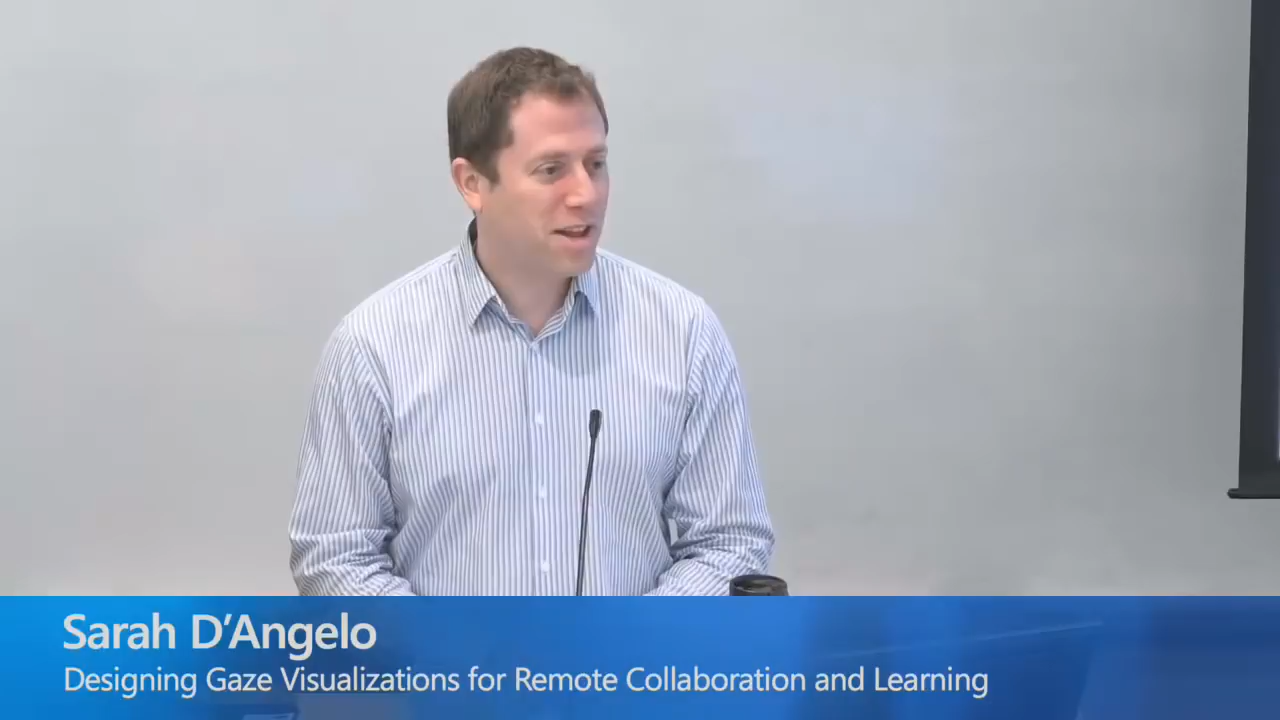 Sarah D’Angelo
Designing Gaze Visualizations for Remote Collaboration and Learning